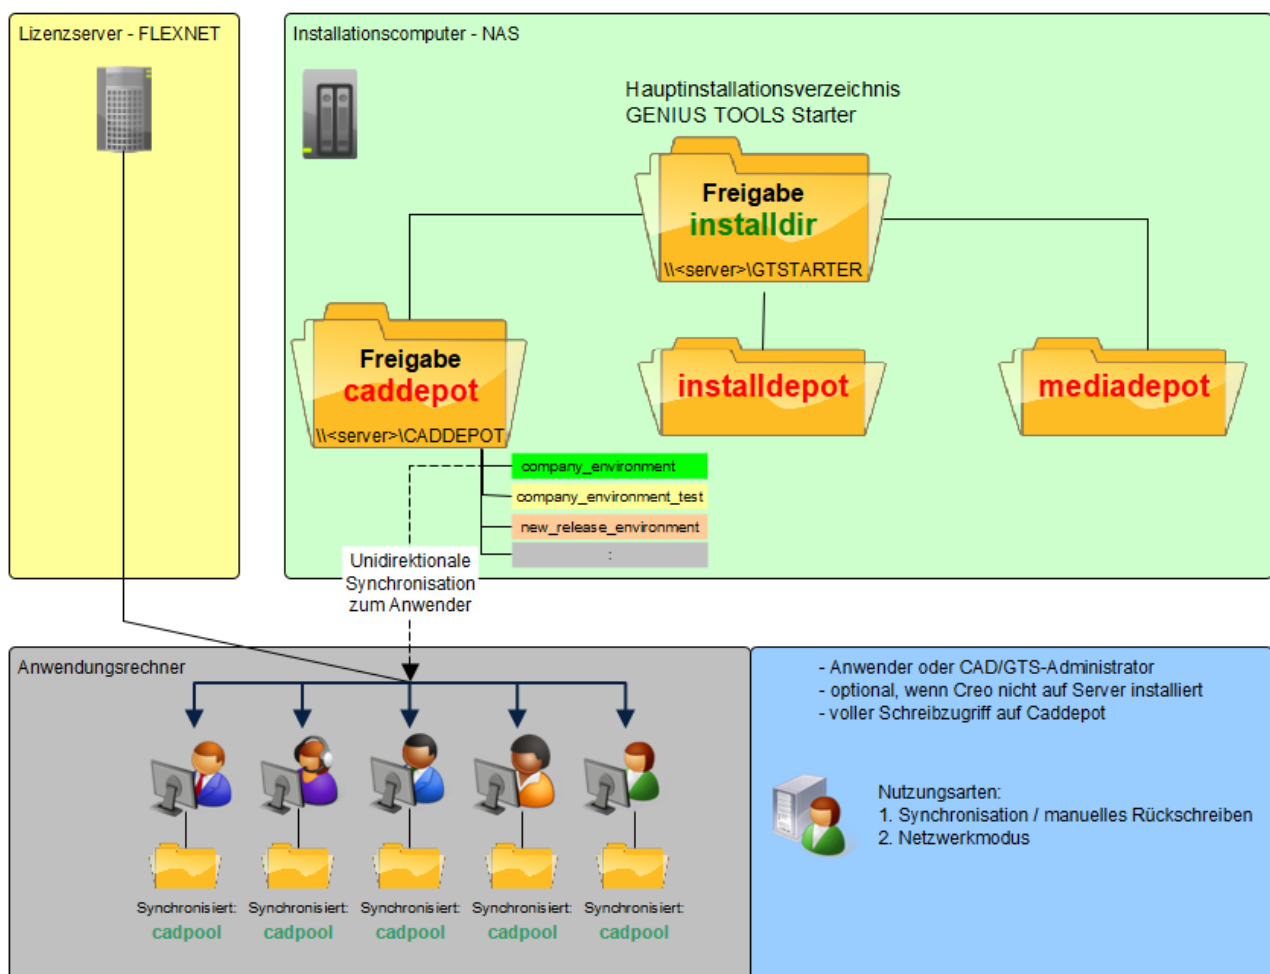 Lizenzserver - FLEXNET
Installationscomputer - NAS
Hauptinstallationsverzeichnis
GENIUS TOOLS Starter
Freigabe
installdir
\\<server>\GTSTARTER
Freigabe
caddepot
\\<server>\CADDEPOT
installdepot
mediadepot
company_environment
company_environment_test
new_release_environment
:
Unidirektionale
Synchronisation
zum Anwender
Anwendungsrechner
Synchronisiert:
cadpool
Synchronisiert:
cadpool
Synchronisiert:
cadpool
Synchronisiert:
cadpool
Synchronisiert:
cadpool
- Anwender oder CAD/GTS-Administrator
- optional, wenn Creo nicht auf Server installiert
- voller Schreibzugriff auf Caddepot
Nutzungsarten:
1. Synchronisation / manuelles Rückschreiben
2. Netzwerkmodus